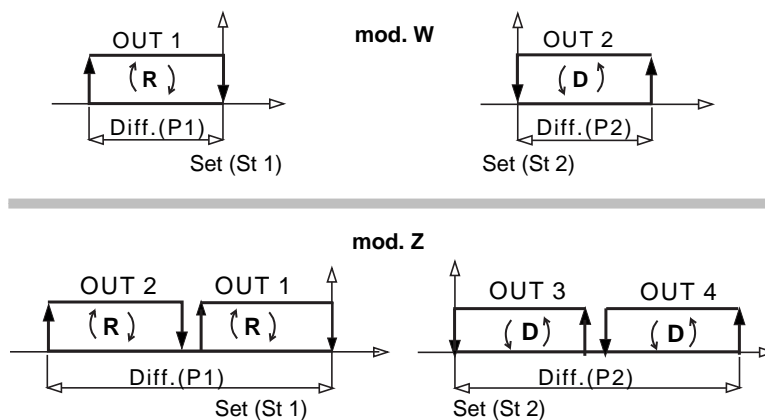 OUT 1 mod. W OUT 2
R D
Diff.(P1) Diff.(P2)
Set (St 1) Set (St 2)
mod. Z
OUT 2 OUT 1 OUT 3 OUT 4
R R D D
Diff.(P1) Diff.(P2)
Set (St 1) Set (St 2)